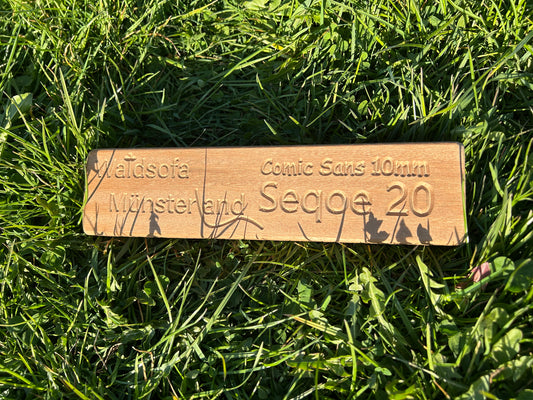 Waldsofa
Münsterland
Comic Sans 10mm
Segoe 20